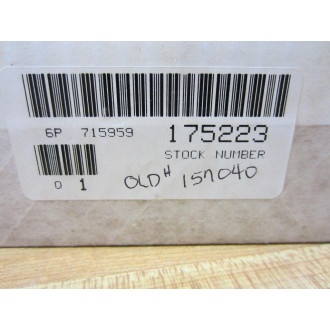 6P 715959 175223
STOCK NUMBER
0 1
OLD# 157040